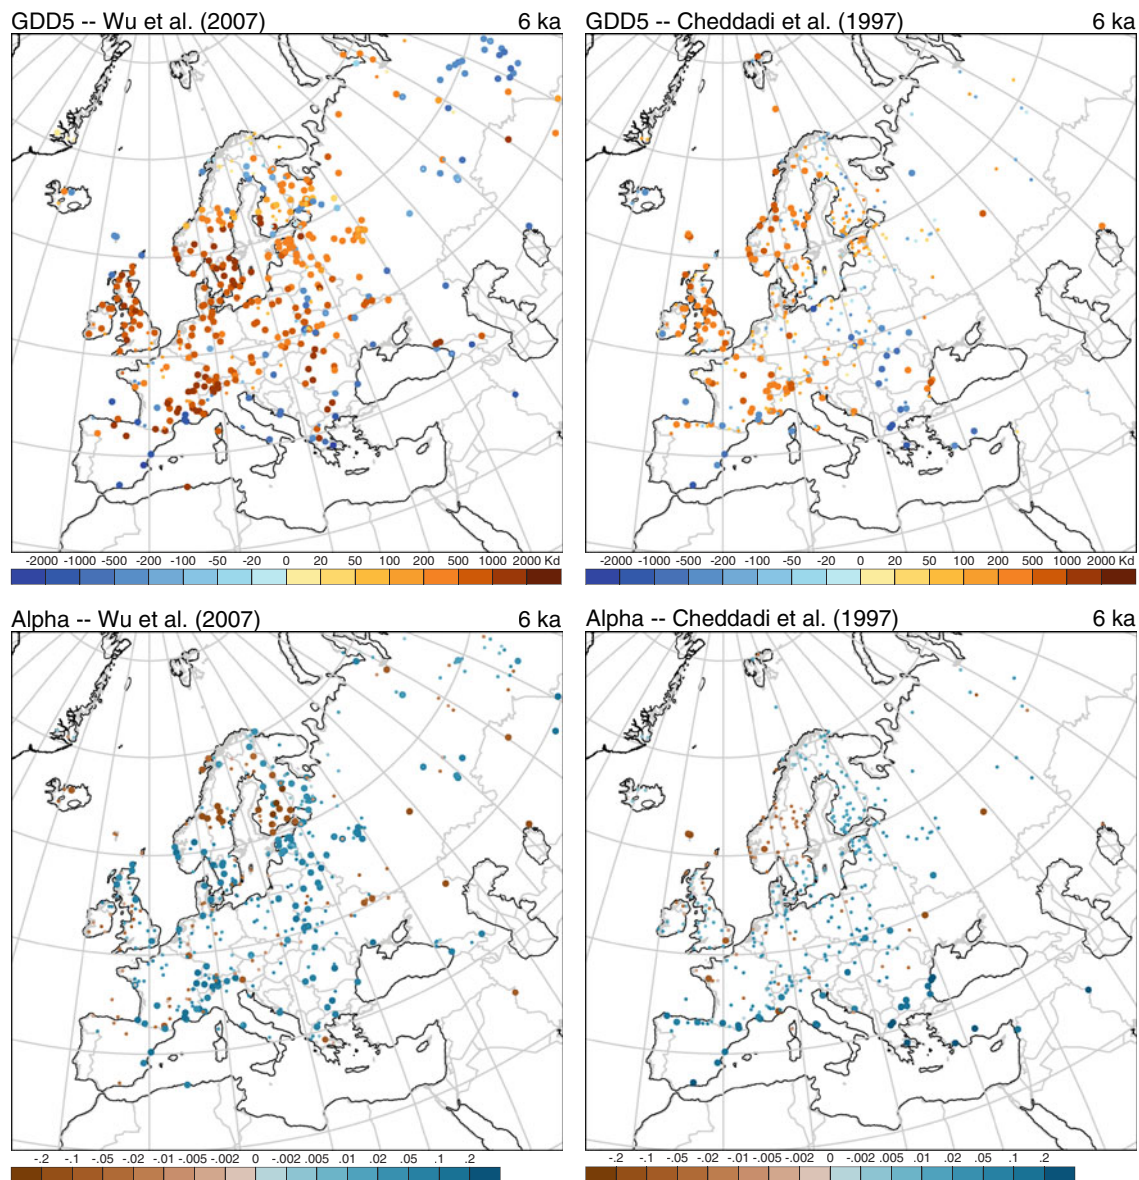 GDD5 -- Wu et al. (2007) 6 ka
GDD5 -- Cheddadi et al. (1997) 6 ka
-2000 -1000 -500 -200 -100 -50 -20 0 20 50 100 200 500 1000 2000 Kd
-2000 -1000 -500 -200 -100 -50 -20 0 20 50 100 200 500 1000 2000 Kd
Alpha -- Wu et al. (2007) 6 ka
Alpha -- Cheddadi et al. (1997) 6 ka
-.2 -.1 -.05 -.02 -.01 -.005 -.002 0 -.002 .005 .01 .02 .05 .1 .2
-.2 -.1 -.05 -.02 -.01 -.005 -.002 0 -.002 .005 .01 .02 .05 .1 .2